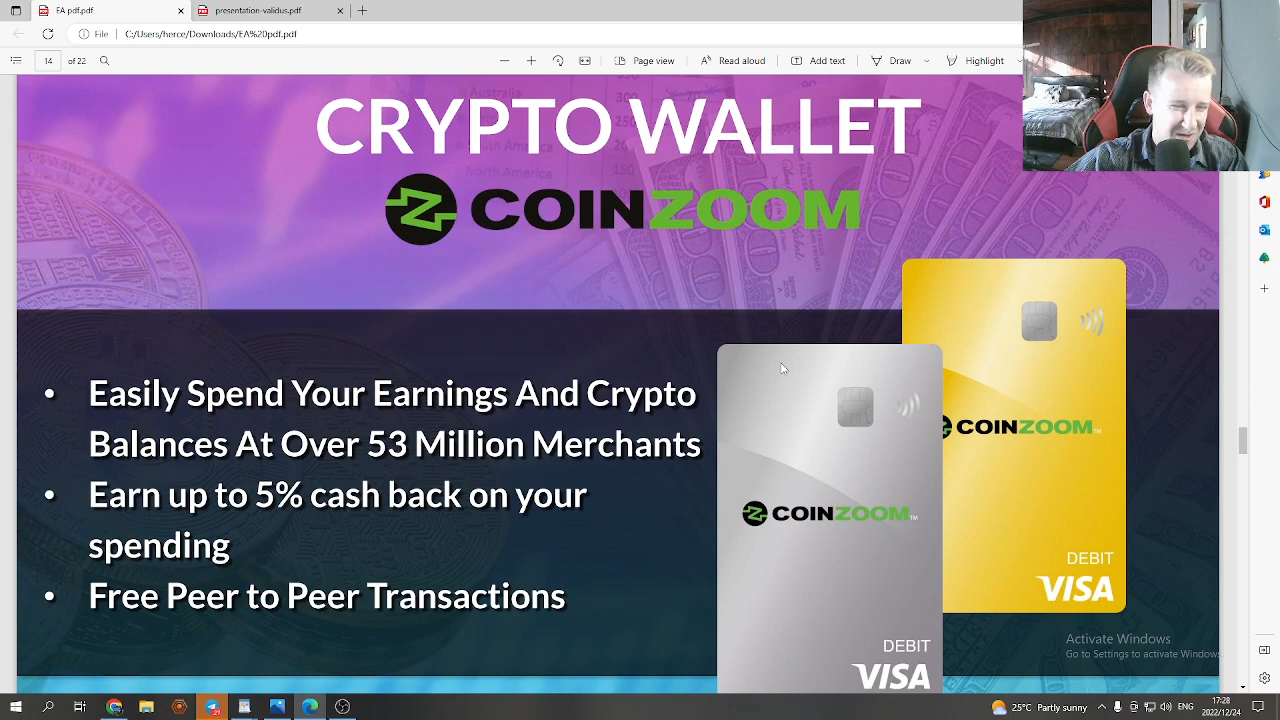 EA pdf.pdf
presentation-validus.pdf
File
C:/Users/herce/Downloads/EA%20pdf.pdf
14
of 22
Page view
Read aloud
Add text
Draw
Highlight
CRYPTO WALLET
COINZOOM
Easily Spend Your Earnings And Crypto
Balances At Over 53 Million Merchants
Earn up to 5% cash back on your
spending
Free Peer to Peer Transactions
COINZOOM
DEBIT
VISA
COINZOOM
DEBIT
VISA
Activate Windows
Go to Settings to activate Windows
25°C Partly sunny
ENG
17:28
2022/12/24